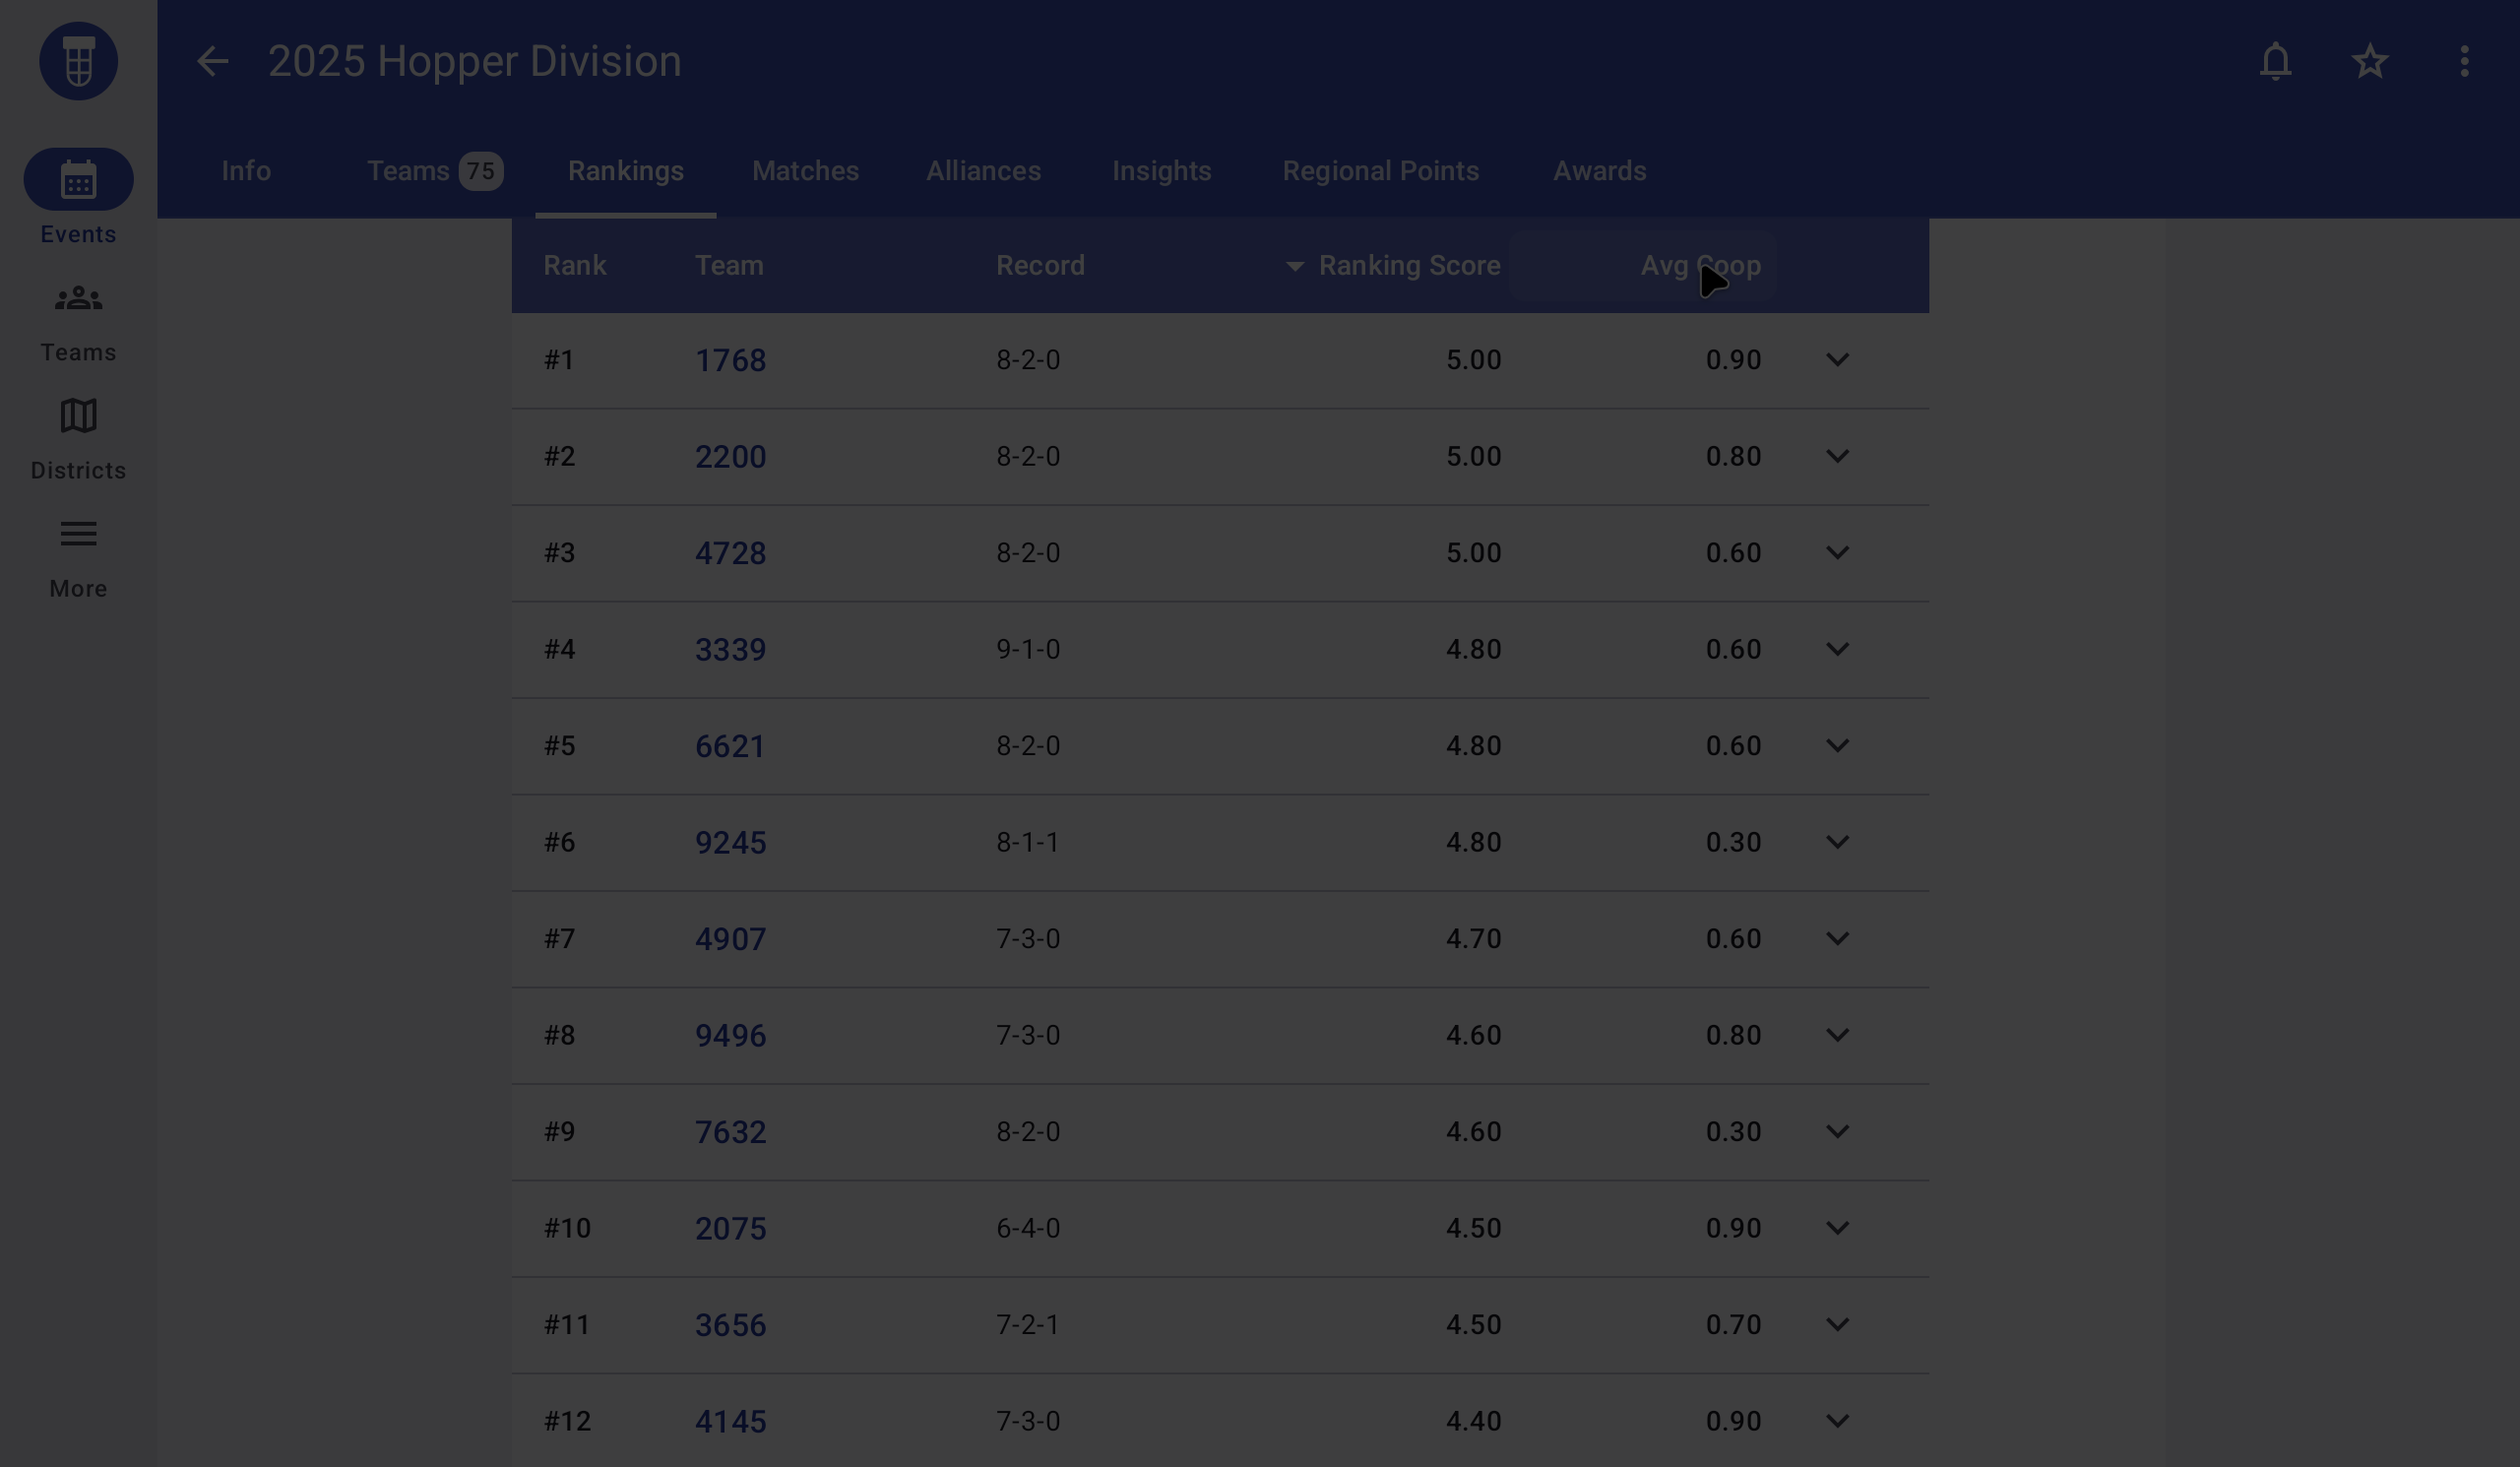 2025 Hopper Division
Info Teams 75 Rankings Matches Alliances Insights Regional Points Awards
Events
Teams
Districts
More
Rank Team Record Ranking Score Avg Coop
#1 1768 8-2-0 5.00 0.90
#2 2200 8-2-0 5.00 0.80
#3 4728 8-2-0 5.00 0.60
#4 3339 9-1-0 4.80 0.60
#5 6621 8-2-0 4.80 0.60
#6 9245 8-1-1 4.80 0.30
#7 4907 7-3-0 4.70 0.60
#8 9496 7-3-0 4.60 0.80
#9 7632 8-2-0 4.60 0.30
#10 2075 6-4-0 4.50 0.90
#11 3656 7-2-1 4.50 0.70
#12 4145 7-3-0 4.40 0.90